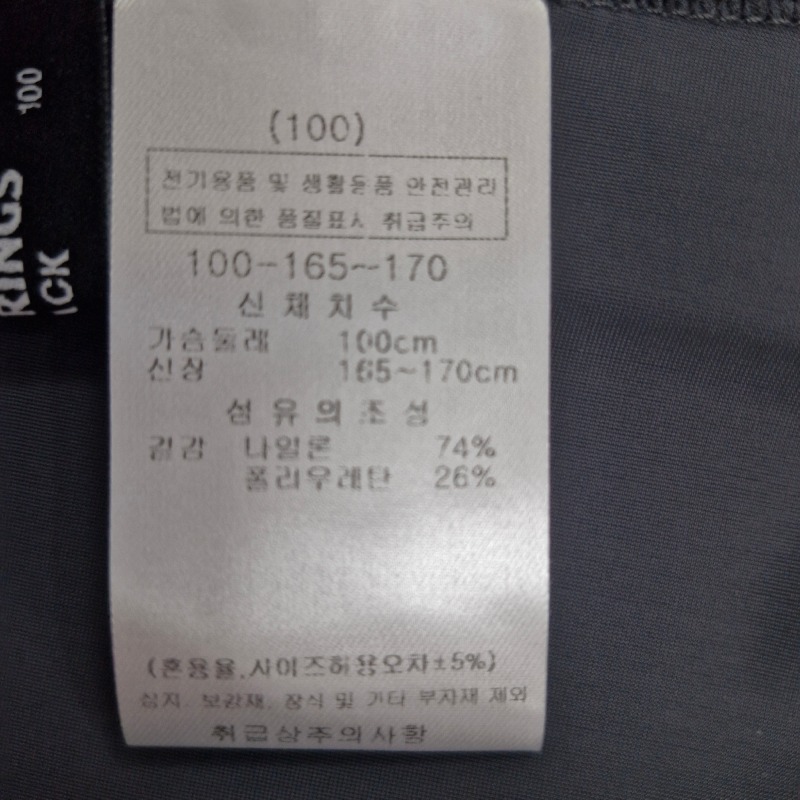 100
RINGS
ICK
(100)
전기용품 및 생활용품 안전관리
법에 의한 품질표시 취급주의
100-165~170
신체치수
가슴둘레 100cm
신장 165~170cm
섬유의조성
겉감 나일론 74%
폴리우레탄 26%
(혼용율,사이즈허용오차±5%)
심지, 보강재, 장식 및 기타 부자재 제외
취급상주의사항